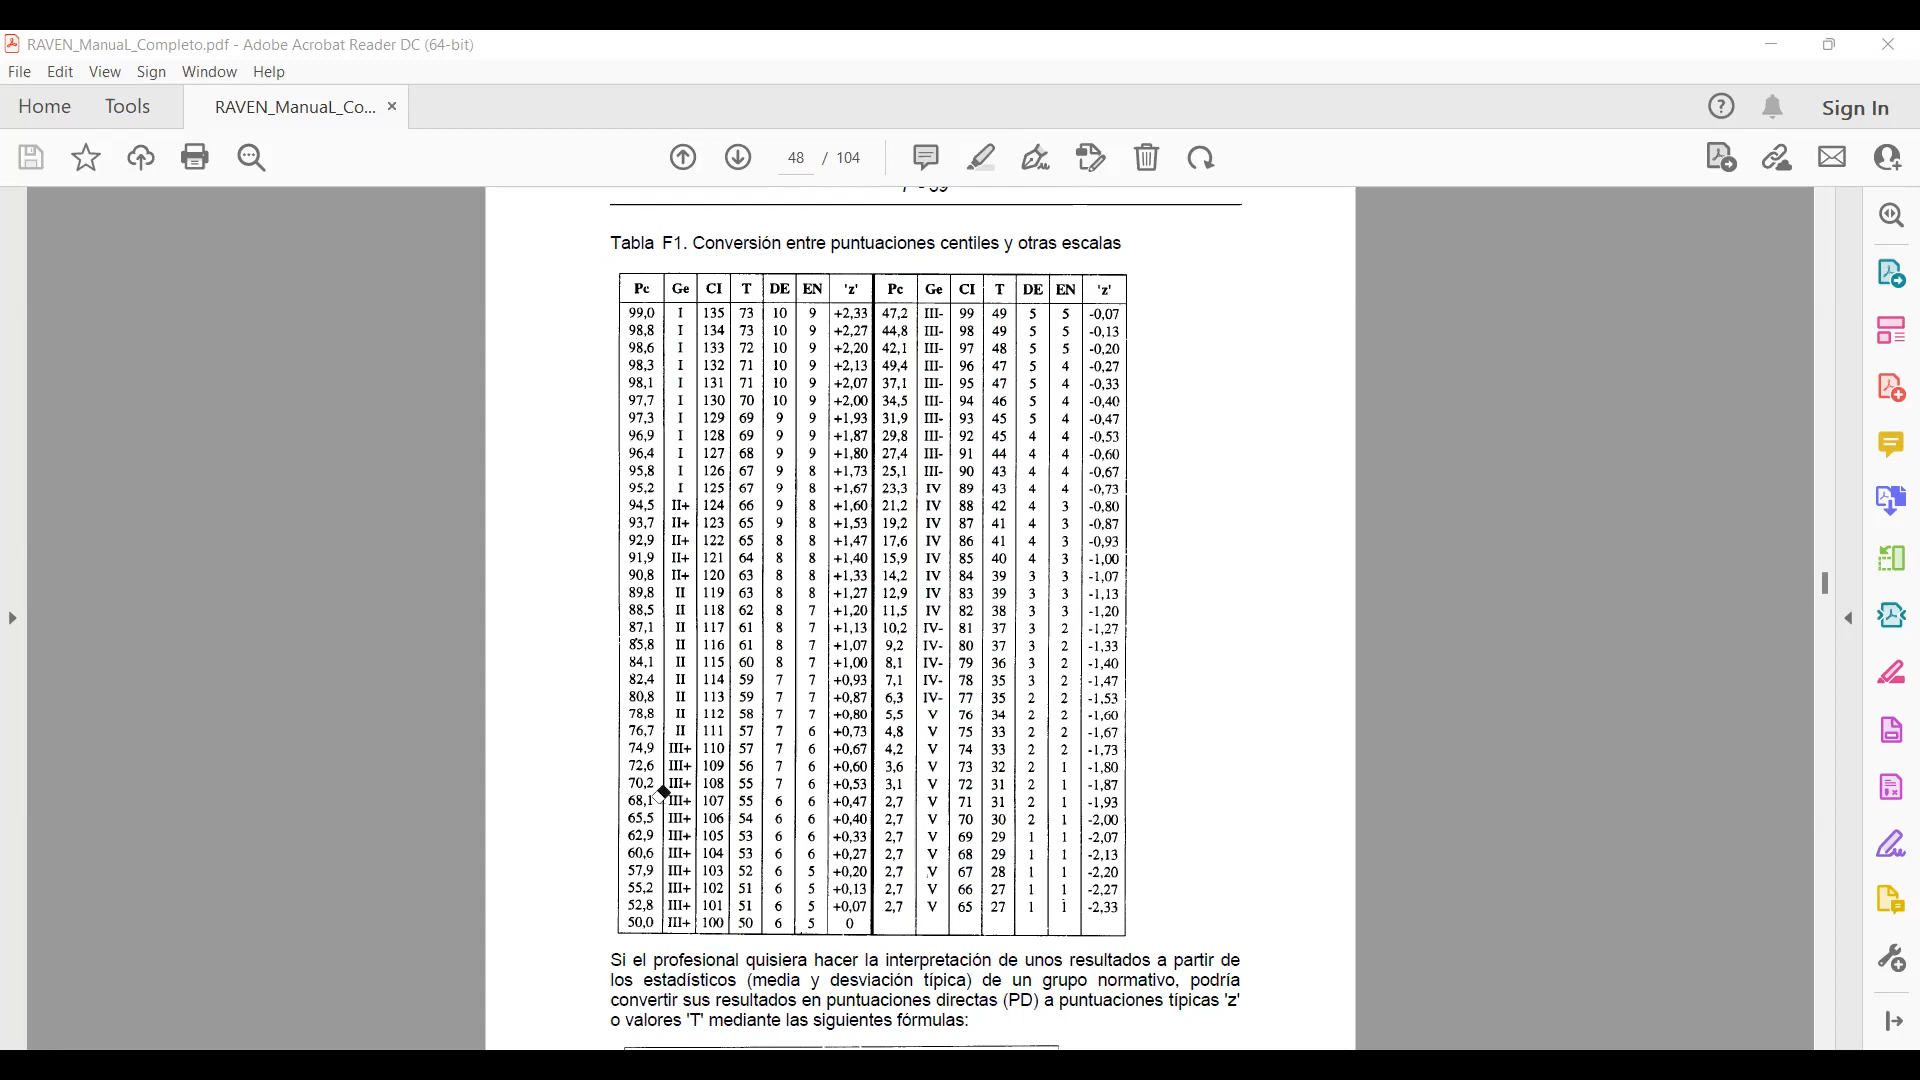 RAVEN_ManuaL_Completo.pdf - Adobe Acrobat Reader DC (64-bit)
File Edit View Sign Window Help
Home Tools RAVEN_ManuaL_Co... Sign In
48 / 104
Tabla F1. Conversión entre puntuaciones centiles y otras escalas
Pc Ge CI T DE EN 'z' Pc Ge CI T DE EN 'z'
99,0 I 135 73 10 9 +2,33 47,2 III- 99 49 5 5 -0,07
98,8 I 134 73 10 9 +2,27 44,8 III- 98 49 5 5 -0,13
98,6 I 133 72 10 9 +2,20 42,1 III- 97 48 5 5 -0,20
98,3 I 132 71 10 9 +2,13 49,4 III- 96 47 5 4 -0,27
98,1 I 131 71 10 9 +2,07 37,1 III- 95 47 5 4 -0,33
97,7 I 130 70 10 9 +2,00 34,5 III- 94 46 5 4 -0,40
97,3 I 129 69 9 9 +1,93 31,9 III- 93 45 5 4 -0,47
96,9 I 128 69 9 9 +1,87 29,8 III- 92 45 4 4 -0,53
96,4 I 127 68 9 9 +1,80 27,4 III- 91 44 4 4 -0,60
95,8 I 126 67 9 8 +1,73 25,1 III- 90 43 4 4 -0,67
95,2 I 125 67 9 8 +1,67 23,3 IV 89 43 4 4 -0,73
94,5 II+ 124 66 9 8 +1,60 21,2 IV 88 42 4 3 -0,80
93,7 II+ 123 65 9 8 +1,53 19,2 IV 87 41 4 3 -0,87
92,9 II+ 122 65 8 8 +1,47 17,6 IV 86 41 4 3 -0,93
91,9 II+ 121 64 8 8 +1,40 15,9 IV 85 40 4 3 -1,00
90,8 II+ 120 63 8 8 +1,33 14,2 IV 84 39 3 3 -1,07
89,8 II 119 63 8 8 +1,27 12,9 IV 83 39 3 3 -1,13
88,5 II 118 62 8 7 +1,20 11,5 IV 82 38 3 3 -1,20
87,1 II 117 61 8 7 +1,13 10,2 IV- 81 37 3 2 -1,27
85,8 II 116 61 8 7 +1,07 9,2 IV- 80 37 3 2 -1,33
84,1 II 115 60 8 7 +1,00 8,1 IV- 79 36 3 2 -1,40
82,4 II 114 59 7 7 +0,93 7,1 IV- 78 35 3 2 -1,47
80,8 II 113 59 7 7 +0,87 6,3 IV- 77 35 2 2 -1,53
78,8 II 112 58 7 7 +0,80 5,5 V 76 34 2 2 -1,60
76,7 II 111 57 7 6 +0,73 4,8 V 75 33 2 2 -1,67
74,9 III+ 110 57 7 6 +0,67 4,2 V 74 33 2 2 -1,73
72,6 III+ 109 56 7 6 +0,60 3,6 V 73 32 2 1 -1,80
70,2 III+ 108 55 7 6 +0,53 3,1 V 72 31 2 1 -1,87
68,1 III+ 107 55 6 6 +0,47 2,7 V 71 31 2 1 -1,93
65,5 III+ 106 54 6 6 +0,40 2,7 V 70 30 2 1 -2,00
62,9 III+ 105 53 6 6 +0,33 2,7 V 69 29 1 1 -2,07
60,6 III+ 104 53 6 6 +0,27 2,7 V 68 29 1 1 -2,13
57,9 III+ 103 52 6 5 +0,20 2,7 V 67 28 1 1 -2,20
55,2 III+ 102 51 6 5 +0,13 2,7 V 66 27 1 1 -2,27
52,8 III+ 101 51 6 5 +0,07 2,7 V 65 27 1 1 -2,33
50,0 III+ 100 50 6 5 0
Si el profesional quisiera hacer la interpretación de unos resultados a partir de
los estadísticos (media y desviación típica) de un grupo normativo, podría
convertir sus resultados en puntuaciones directas (PD) a puntuaciones típicas 'z'
o valores 'T' mediante las siguientes fórmulas: